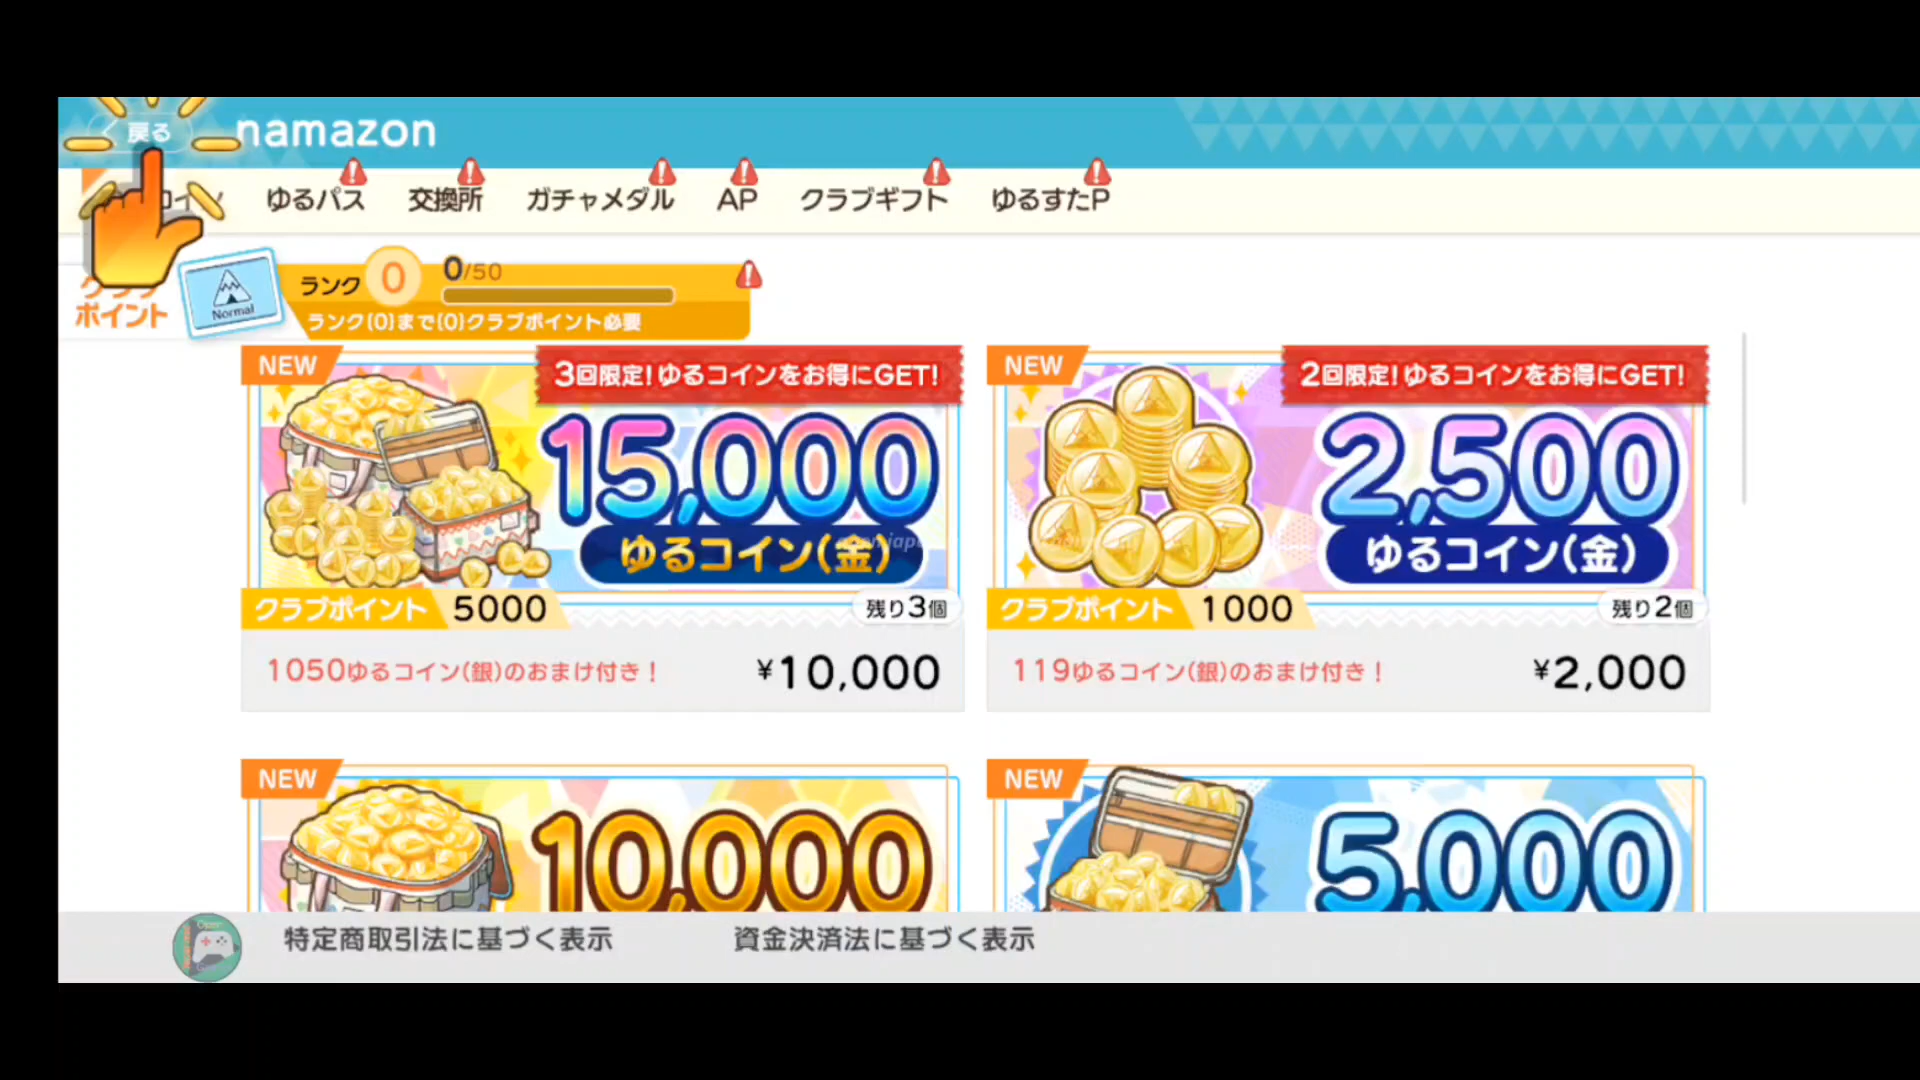 戻る
namazon
ゆるパス
交換所
ガチャメダル
AP
クラブギフト
ゆるすたP
ポイント
Normal
ランク 0
0/50
ランク(0)まで(0)クラブポイント必要
NEW
3回限定!ゆるコインをお得にGET!
15,000
ゆるコイン(金)
クラブポイント 5000
残り3個
1050ゆるコイン(銀)のおまけ付き!
¥10,000
NEW
2回限定!ゆるコインをお得にGET!
2,500
ゆるコイン(金)
クラブポイント 1000
残り2個
119ゆるコイン(銀)のおまけ付き!
¥2,000
NEW
10,000
NEW
5,000
特定商取引法に基づく表示
資金決済法に基づく表示